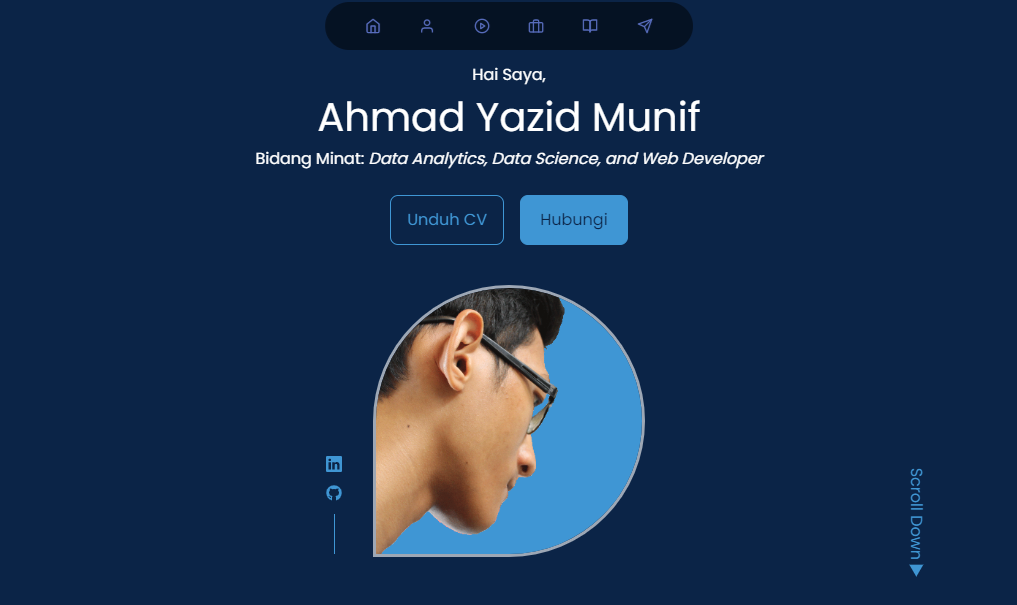 Hai Saya,
Ahmad Yazid Munif
Bidang Minat: Data Analytics, Data Science, and Web Developer
Unduh CV
Hubungi
in
Scroll Down